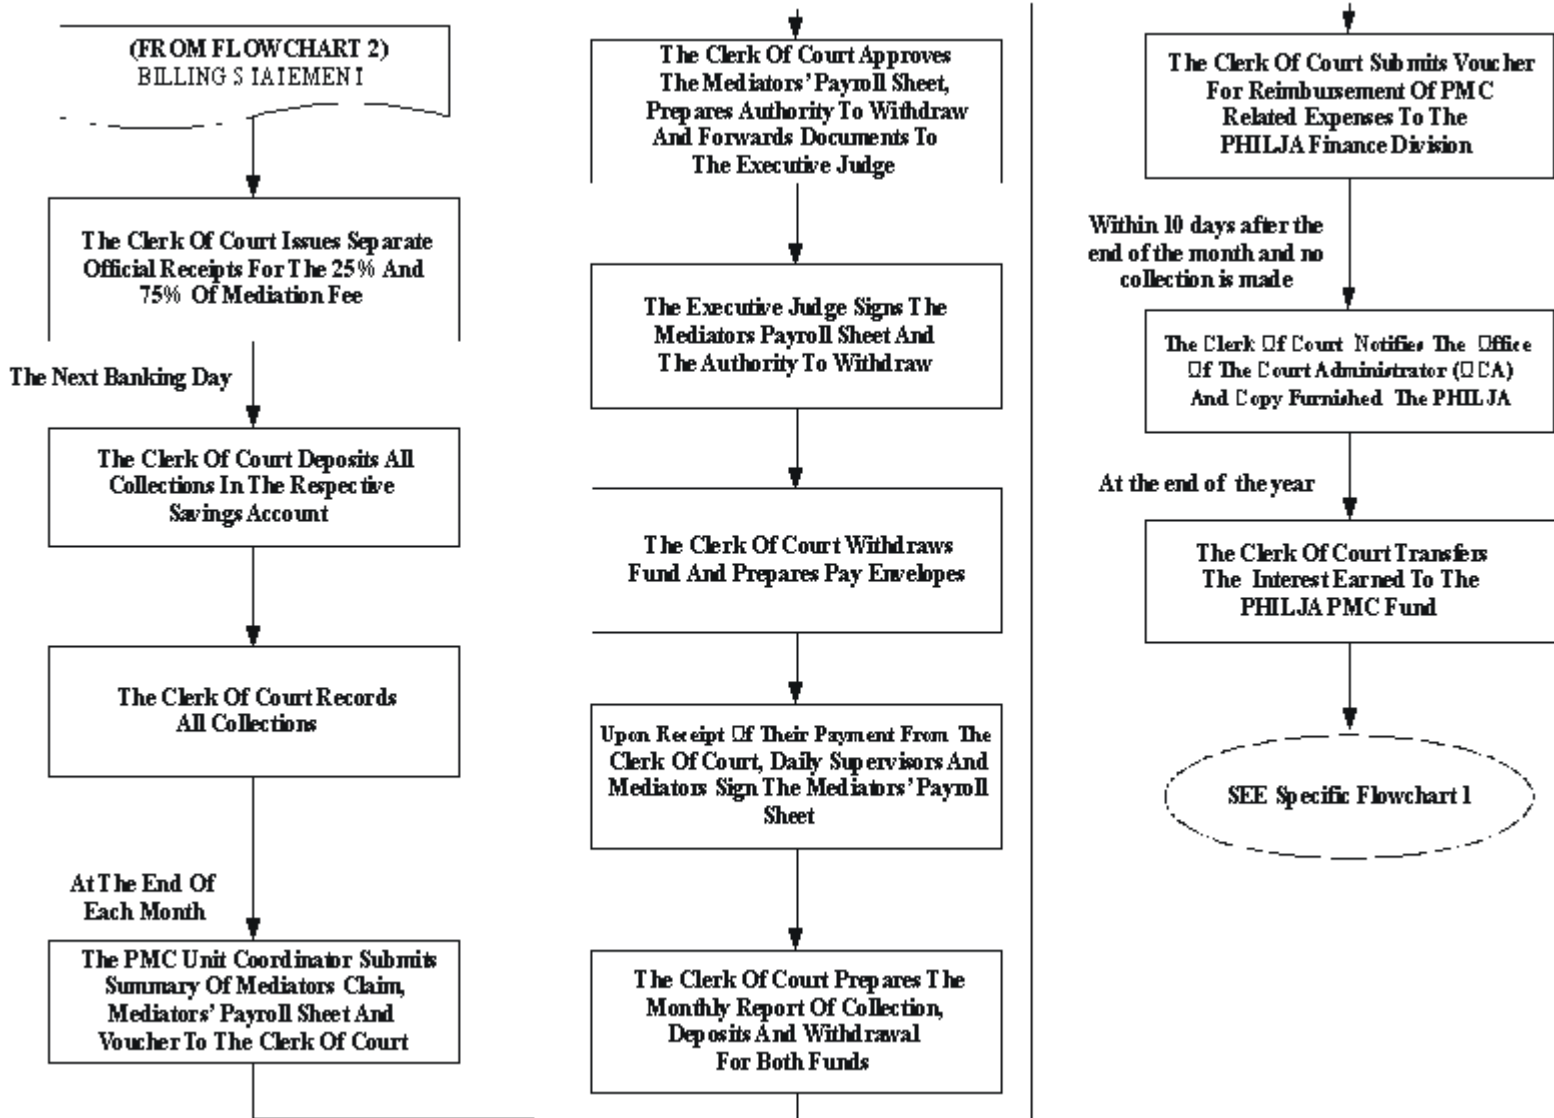 (FROM FLOWCHART 2)
BILLING STATEMENT
The Clerk Of Court Issues Separate
Official Receipts For The 25% And
75% Of Mediation Fee
The Next Banking Day
The Clerk Of Court Deposits All
Collections In The Respective
Savings Account
The Clerk Of Court Records
All Collections
At The End Of
Each Month
The PMC Unit Coordinator Submits
Summary Of Mediators Claim,
Mediators' Payroll Sheet And
Voucher To The Clerk Of Court
The Clerk Of Court Approves
The Mediators' Payroll Sheet,
Prepares Authority To Withdraw
And Forwards Documents To
The Executive Judge
The Executive Judge Signs The
Mediators Payroll Sheet And
The Authority To Withdraw
The Clerk Of Court Withdraws
Fund And Prepares Pay Envelopes
Upon Receipt Of Their Payment From The
Clerk Of Court, Daily Supervisors And
Mediators Sign The Mediators' Payroll
Sheet
The Clerk Of Court Prepares The
Monthly Report Of Collection,
Deposits And Withdrawal
For Both Funds
The Clerk Of Court Submits Voucher
For Reimbursement Of PMC
Related Expenses To The
PHILJA Finance Division
Within 10 days after the
end of the month and no
collection is made
The Clerk Of Court Notifies The Office
Of The Court Administrator (OCA)
And Copy Furnished The PHILJA
At the end of the year
The Clerk Of Court Transfers
The Interest Earned To The
PHILJA PMC Fund
SEE Specific Flowchart 1